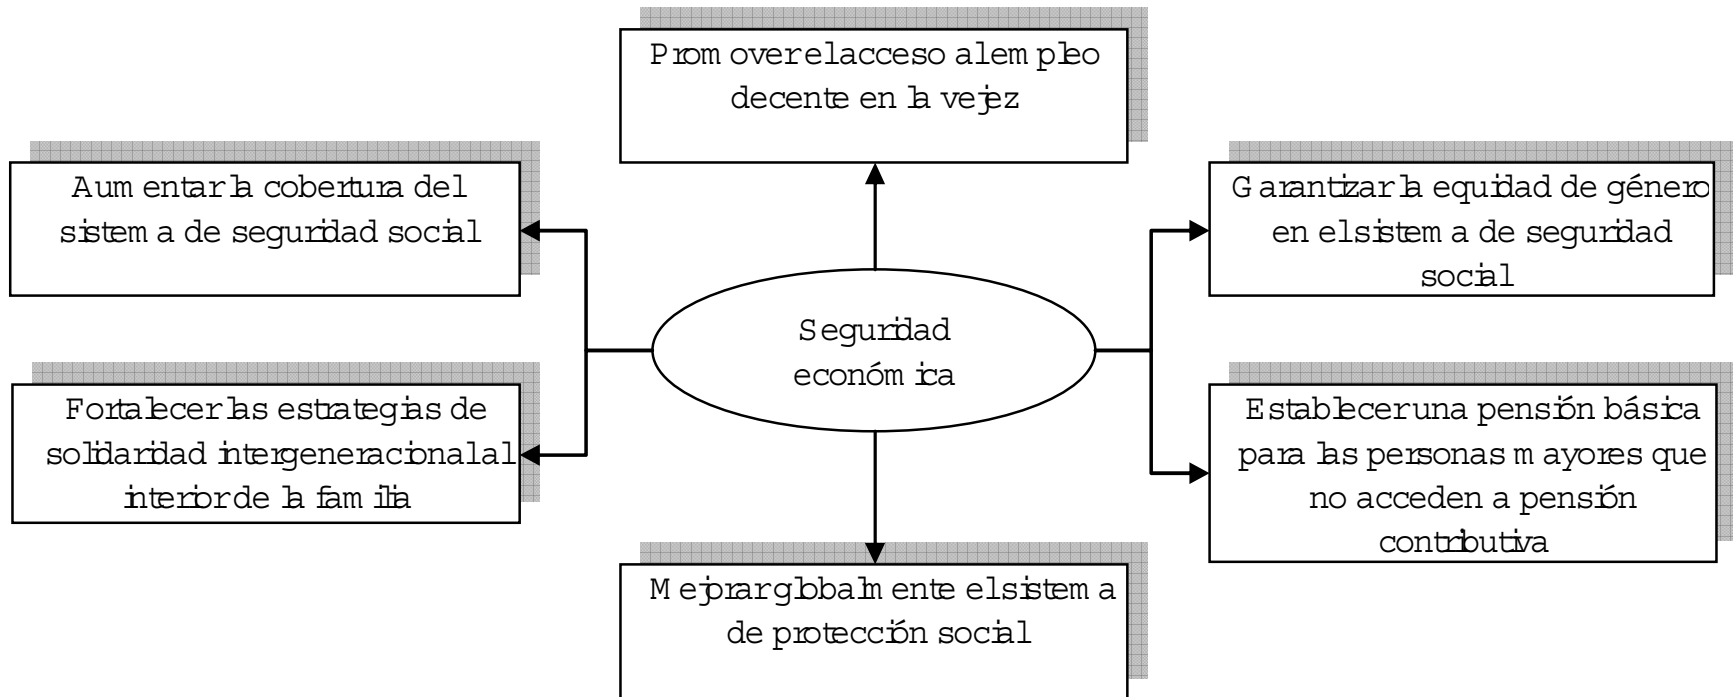 Promover el acceso al empleo
decente en la vejez
Aumentar la cobertura del
sistema de seguridad social
Garantizar la equidad de género
en el sistema de seguridad
social
Seguridad
económica
Fortalecer las estrategias de
solidaridad intergeneracional al
interior de la familia
Establecer una pensión básica
para las personas mayores que
no acceden a pensión
contributiva
Mejorar globalmente el sistema
de protección social